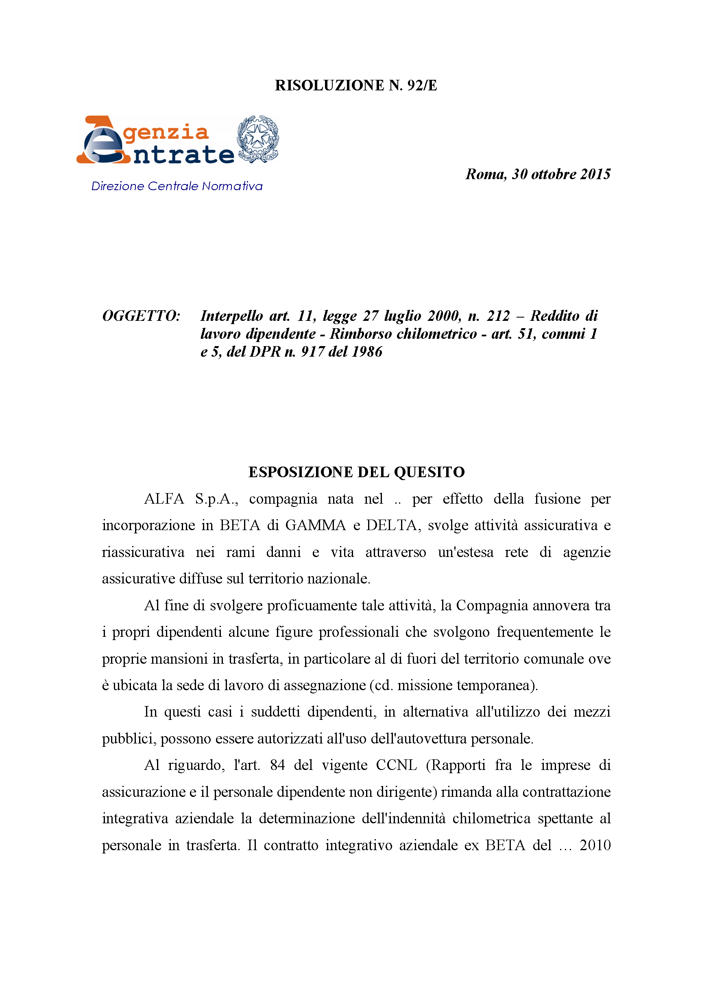 RISOLUZIONE N. 92/E
Agenzia
Entrate
REPVBBLICA ITALIANA
Direzione Centrale Normativa
Roma, 30 ottobre 2015
OGGETTO: Interpello art. 11, legge 27 luglio 2000, n. 212 – Reddito di
lavoro dipendente - Rimborso chilometrico - art. 51, commi 1
e 5, del DPR n. 917 del 1986
ESPOSIZIONE DEL QUESITO
ALFA S.p.A., compagnia nata nel .. per effetto della fusione per
incorporazione in BETA di GAMMA e DELTA, svolge attività assicurativa e
riassicurativa nei rami danni e vita attraverso un'estesa rete di agenzie
assicurative diffuse sul territorio nazionale.
Al fine di svolgere proficuamente tale attività, la Compagnia annovera tra
i propri dipendenti alcune figure professionali che svolgono frequentemente le
proprie mansioni in trasferta, in particolare al di fuori del territorio comunale ove
è ubicata la sede di lavoro di assegnazione (cd. missione temporanea).
In questi casi i suddetti dipendenti, in alternativa all'utilizzo dei mezzi
pubblici, possono essere autorizzati all'uso dell'autovettura personale.
Al riguardo, l'art. 84 del vigente CCNL (Rapporti fra le imprese di
assicurazione e il personale dipendente non dirigente) rimanda alla contrattazione
integrativa aziendale la determinazione dell'indennità chilometrica spettante al
personale in trasferta. Il contratto integrativo aziendale ex BETA del … 2010